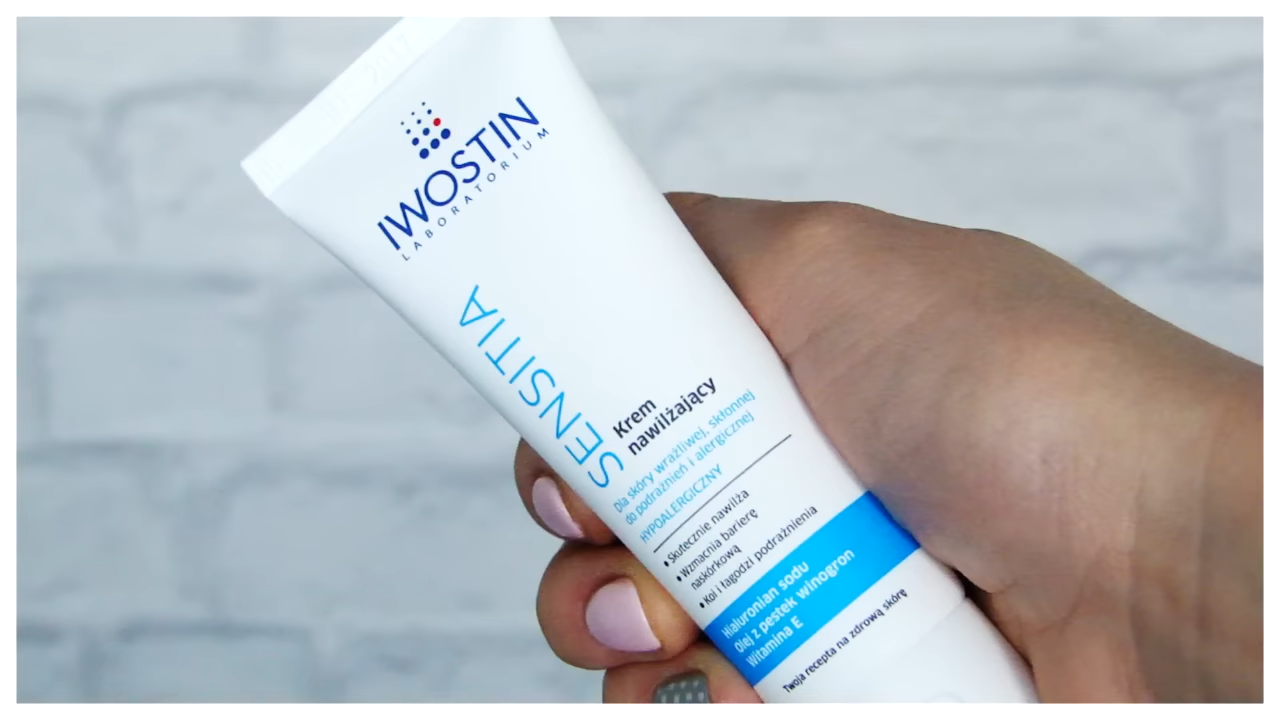 IWOSTIN
LABORATORIUM
SENSITIA
Krem
nawilżający
Dla skóry wrażliwej, skłonnej
do podrażnień i alergicznej
HYPOALERGICZNY
• Skutecznie nawilża
• Wzmacnia barierę
naskórkową
• Koi i łagodzi podrażnienia
Hialuronian sodu
Olej z pestek winogron
Witamina E
Twoja recepta na zdrową skórę